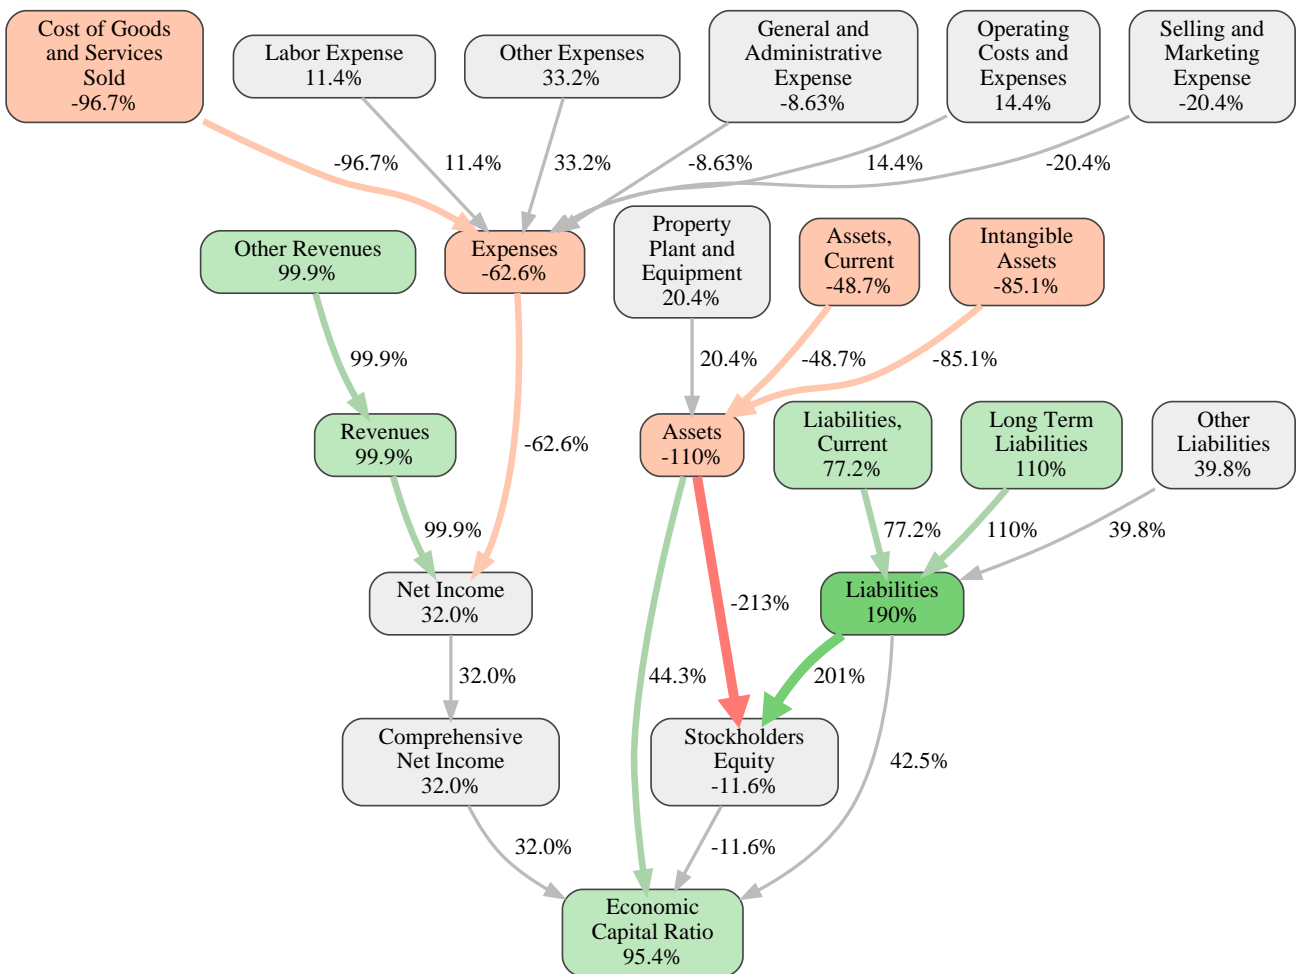 Cost of Goods
and Services
Sold
-96.7%
Labor Expense
11.4%
Other Expenses
33.2%
General and
Administrative
Expense
-8.63%
Operating
Costs and
Expenses
14.4%
Selling and
Marketing
Expense
-20.4%
-96.7%
11.4%
33.2%
-8.63%
14.4%
-20.4%
Other Revenues
99.9%
Expenses
-62.6%
Property
Plant and
Equipment
20.4%
Assets,
Current
-48.7%
Intangible
Assets
-85.1%
99.9%
20.4%
-48.7%
-85.1%
Revenues
99.9%
-62.6%
Assets
-110%
Liabilities,
Current
77.2%
Long Term
Liabilities
110%
Other
Liabilities
39.8%
99.9%
77.2%
110%
39.8%
Net Income
32.0%
-213%
Liabilities
190%
32.0%
44.3%
201%
Comprehensive
Net Income
32.0%
Stockholders
Equity
-11.6%
42.5%
32.0%
-11.6%
Economic
Capital Ratio
95.4%